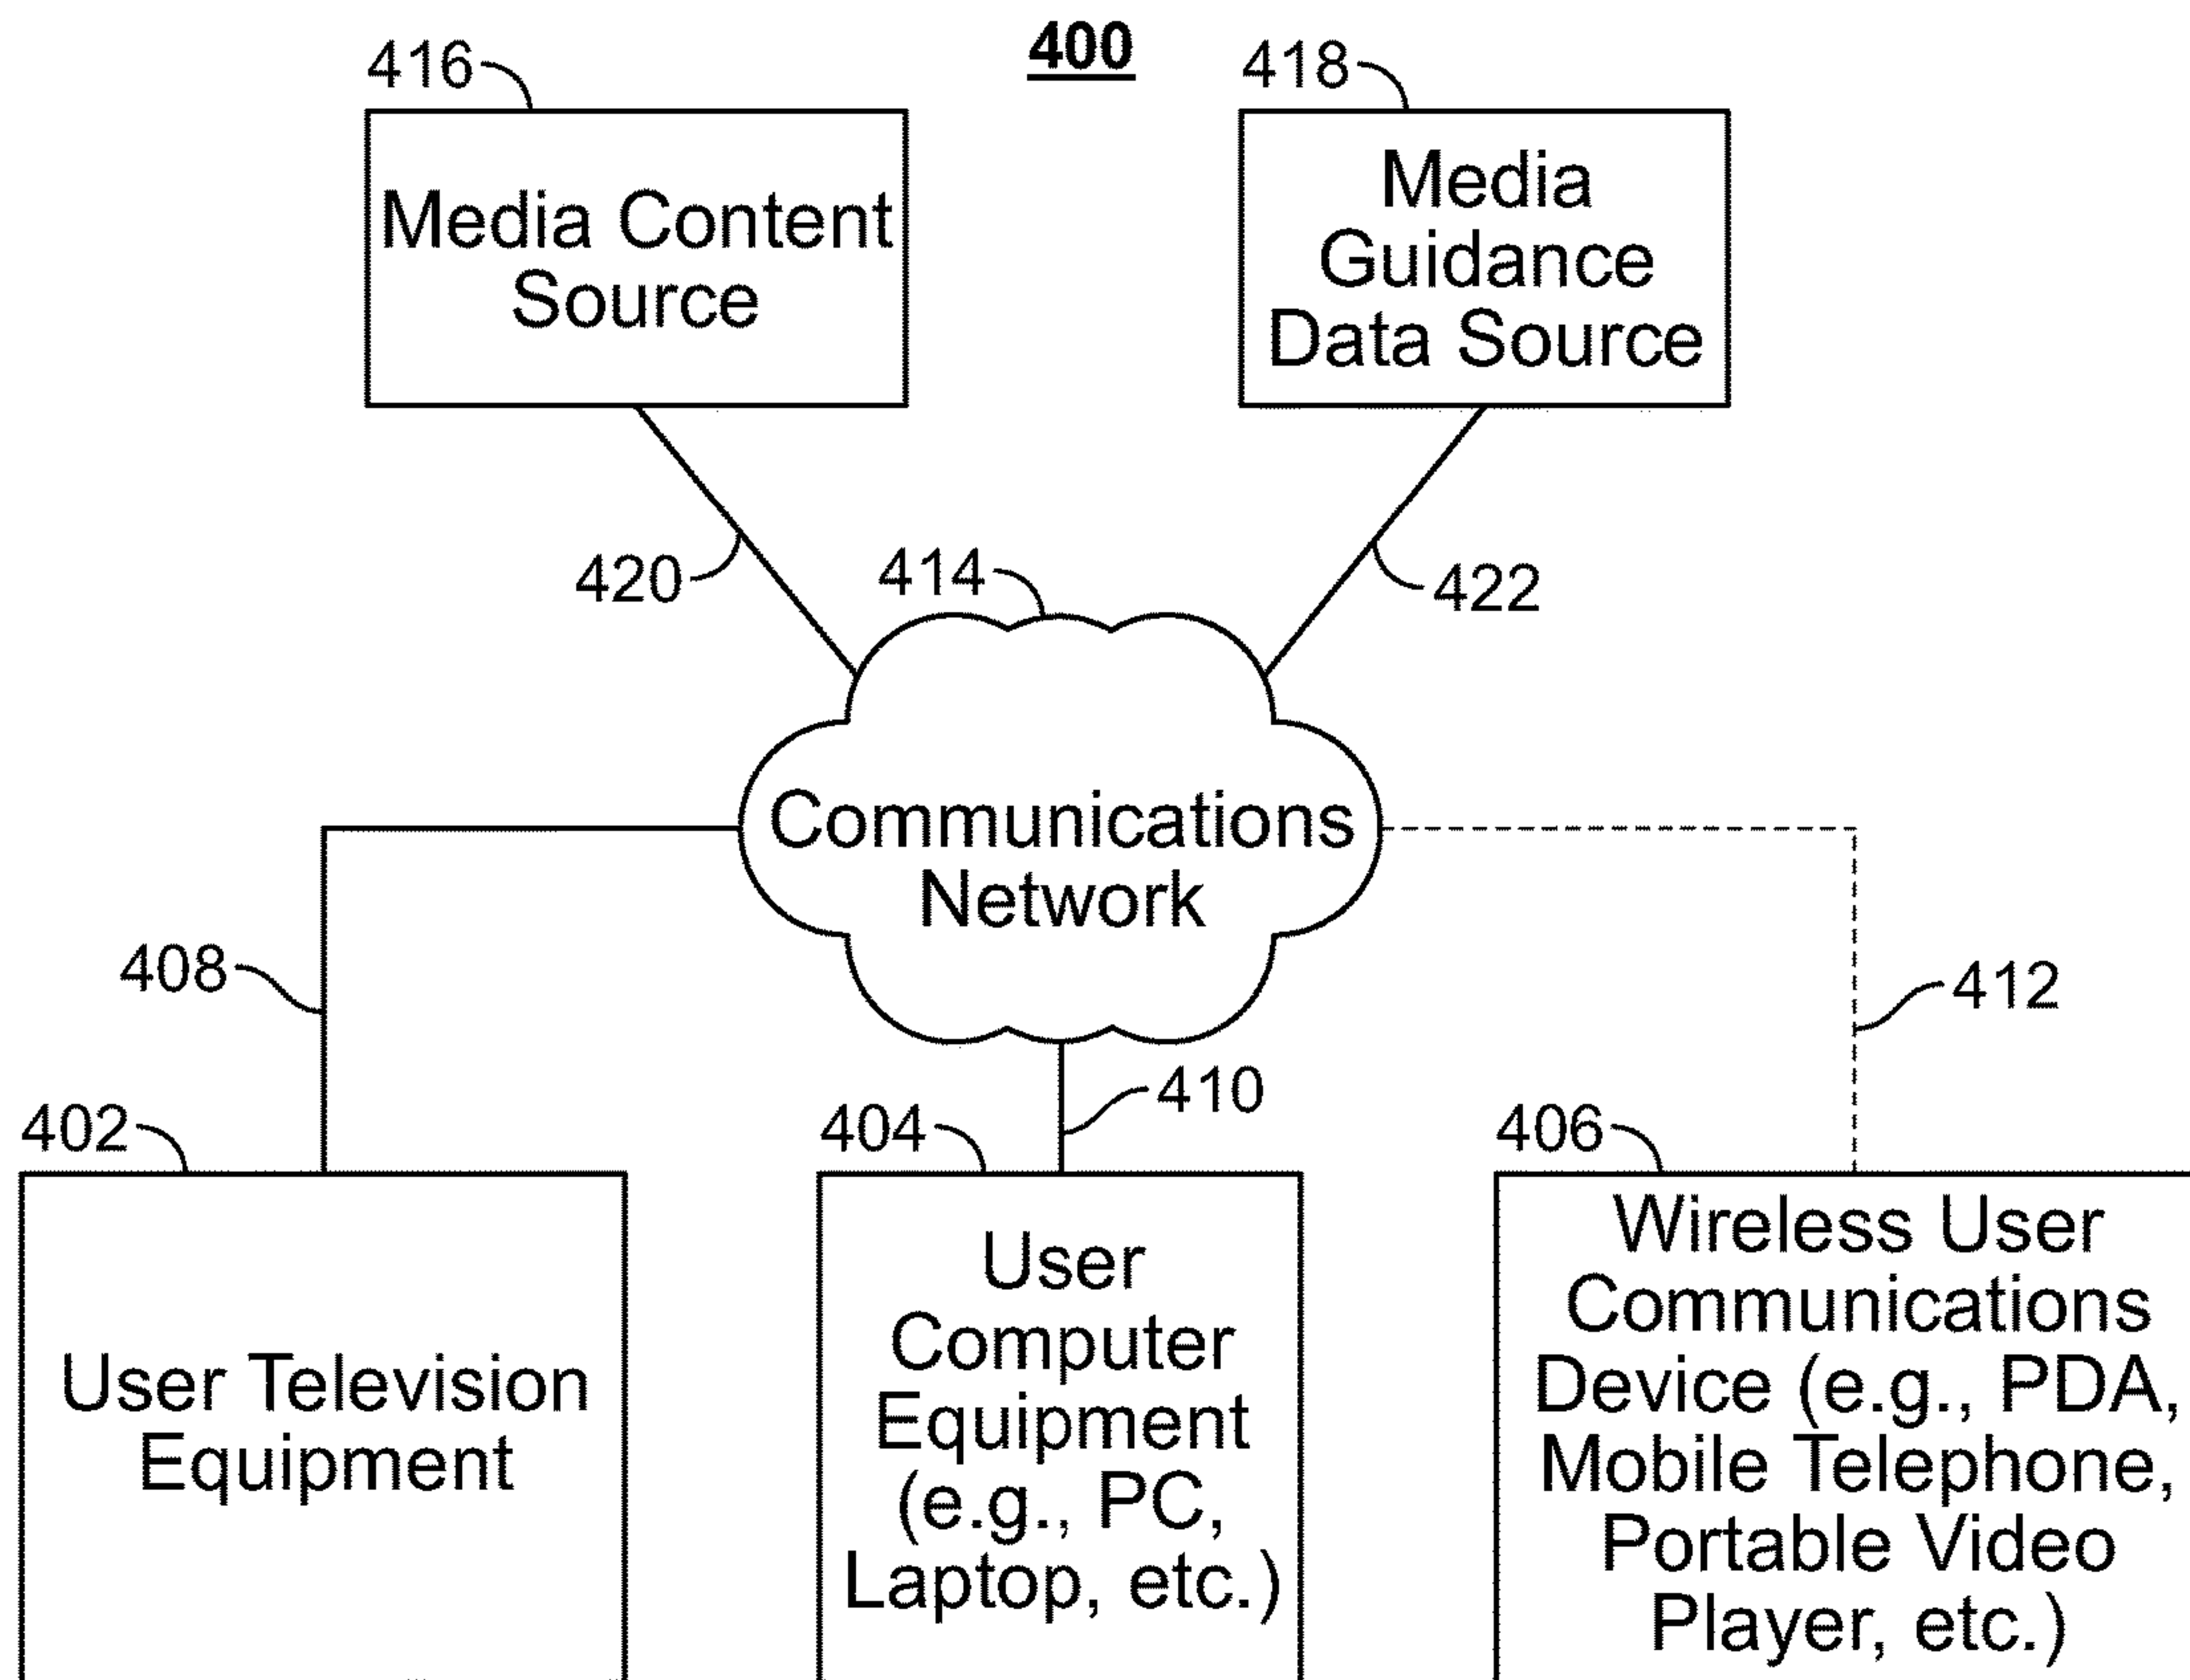 400
416
418
Media Content
Source
Media
Guidance
Data Source
420
414
422
Communications
Network
408
412
410
402
404
406
User Television
Equipment
User
Computer
Equipment
(e.g., PC,
Laptop, etc.)
Wireless User
Communications
Device (e.g., PDA,
Mobile Telephone,
Portable Video
Player, etc.)